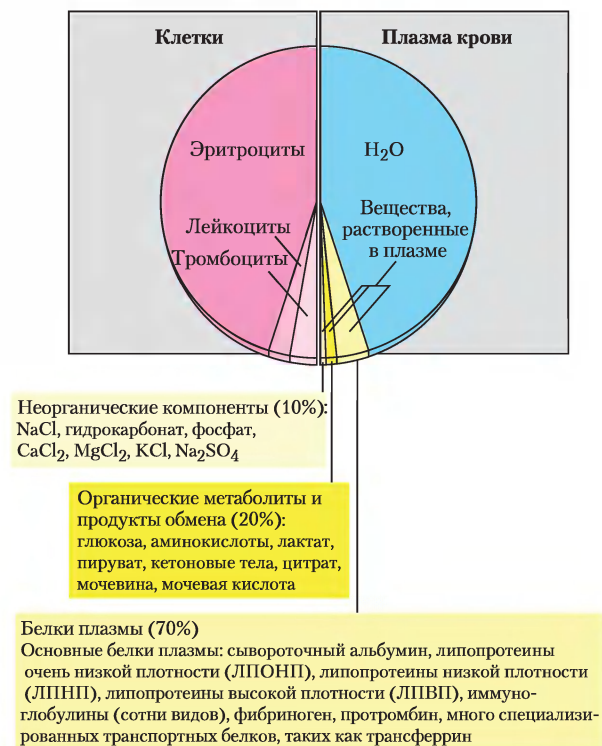 Клетки
Плазма крови
Эритроциты
H₂O
Лейкоциты
Тромбоциты
Вещества,
растворенные
в плазме
Неорганические компоненты (10%):
NaCl, гидрокарбонат, фосфат,
CaCl₂, MgCl₂, KCl, Na₂SO₄
Органические метаболиты и
продукты обмена (20%):
глюкоза, аминокислоты, лактат,
пируват, кетоновые тела, цитрат,
мочевина, мочевая кислота
Белки плазмы (70%)
Основные белки плазмы: сывороточный альбумин, липопротеины
очень низкой плотности (ЛПОНП), липопротеины низкой плотности
(ЛПНП), липопротеины высокой плотности (ЛПВП), иммуно-
глобулины (сотни видов), фибриноген, протромбин, много специализи-
рованных транспортных белков, таких как трансферрин